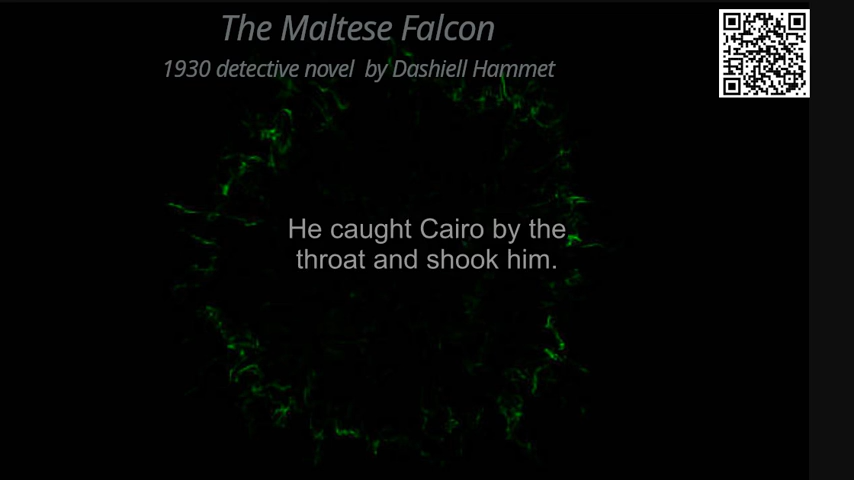 The Maltese Falcon
1930 detective novel by Dashiell Hammet
He caught Cairo by the
throat and shook him.